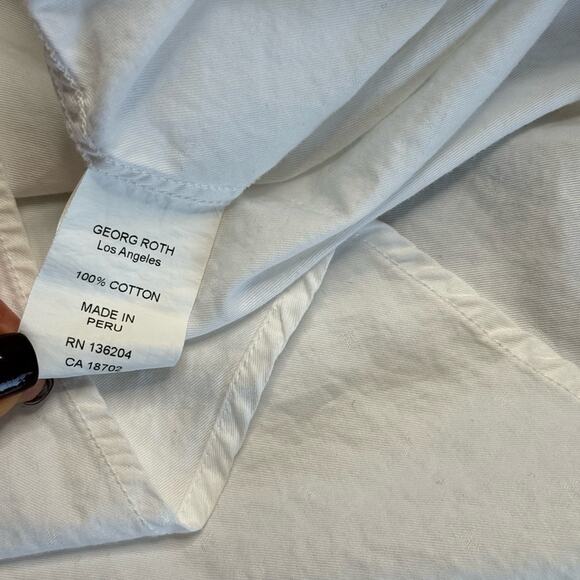 GEORG ROTH
Los Angeles
100% COTTON
MADE IN
PERU
RN 136204
CA 18702